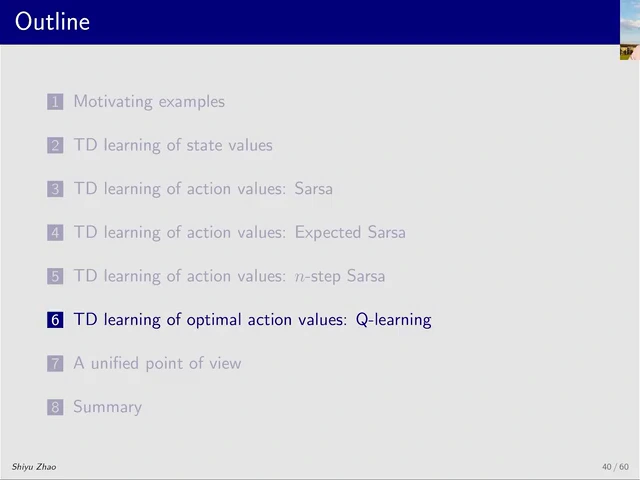 Outline
1 Motivating examples
2 TD learning of state values
3 TD learning of action values: Sarsa
4 TD learning of action values: Expected Sarsa
5 TD learning of action values: n-step Sarsa
6 TD learning of optimal action values: Q-learning
7 A unified point of view
8 Summary
Shiyu Zhao 40 / 60